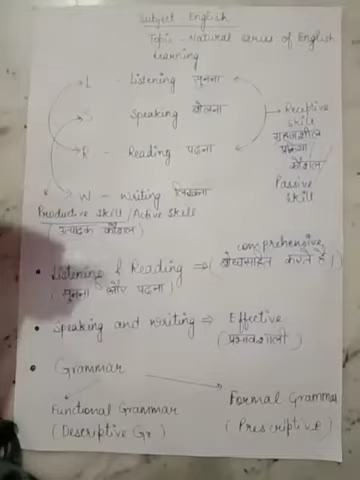 Subject - English
Topic - Natural series of English
Learning
L - Listening सुनना
S - Speaking बोलना
R - Reading पढ़ना
W - Writing लिखना
Receptive
skill
ग्रहणशील
कौशल
Passive
skill
Productive skill / Active skill
(उत्पादक कौशल)
• Listening & Reading ⇒ comprehensive
(सुनना और पढ़ना)
• Speaking and writing ⇒ Effective
(प्रभावशाली)
• Grammar
Functional Grammar
(Descriptive Gr)
Formal Grammar
(Prescriptive)